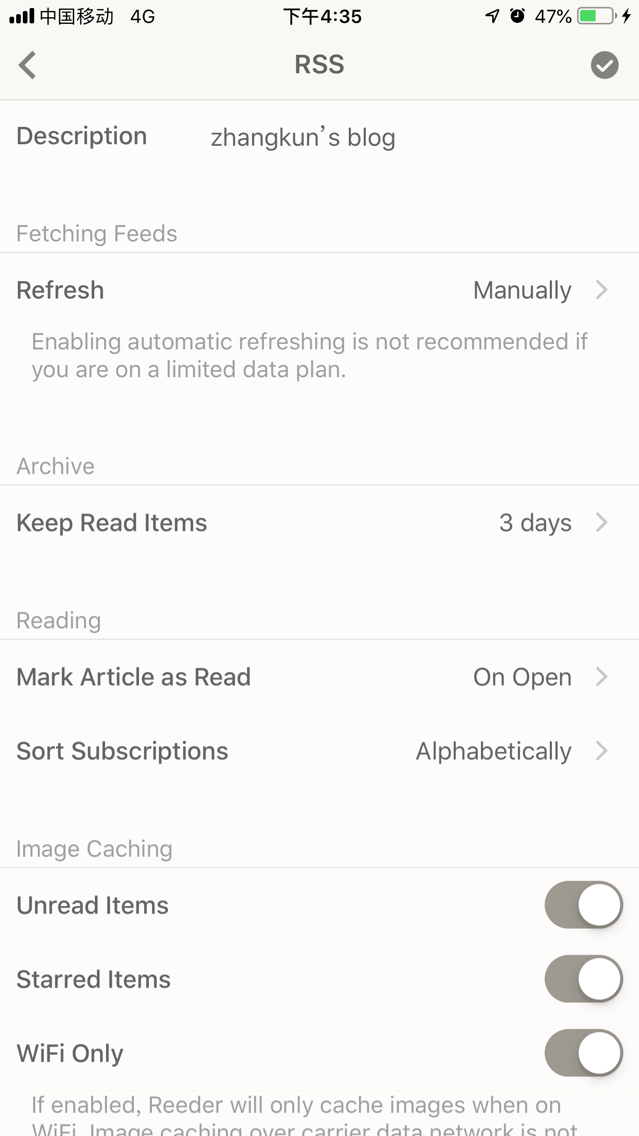 中国移动 4G 下午4:35 47%
RSS
Description zhangkun’s blog
Fetching Feeds
Refresh Manually
Enabling automatic refreshing is not recommended if
you are on a limited data plan.
Archive
Keep Read Items 3 days
Reading
Mark Article as Read On Open
Sort Subscriptions Alphabetically
Image Caching
Unread Items
Starred Items
WiFi Only
If enabled, Reeder will only cache images when on
WiFi. Image caching over carrier data network is not